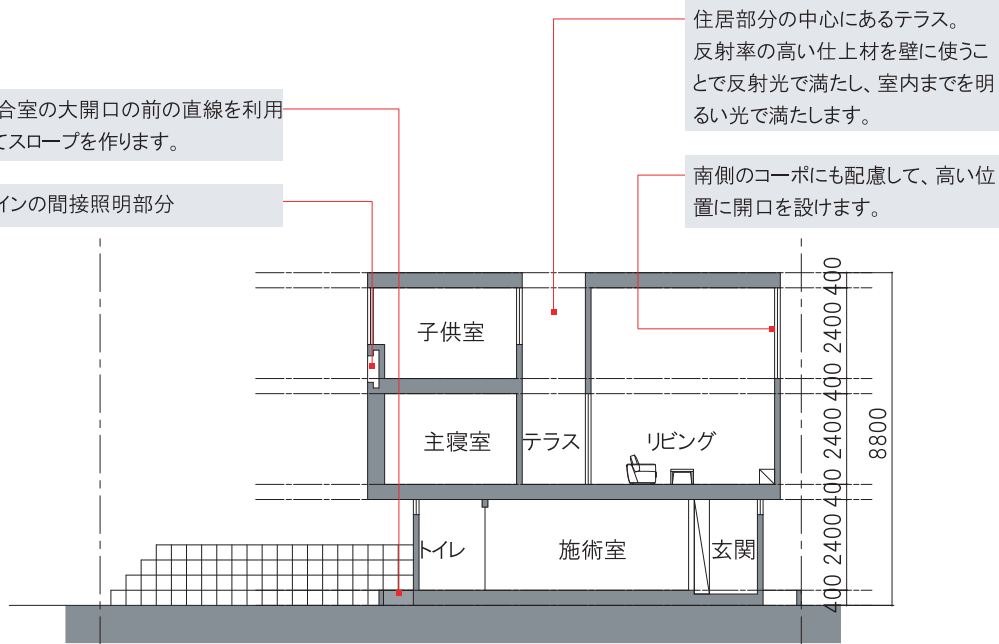 住居部分の中心にあるテラス。
反射率の高い仕上材を壁に使うこ
とで反射光で満たし、室内までを明
るい光で満たします。
合室の大開口の前の直線を利用
てスロープを作ります。
南側のコーポにも配慮して、高い位
置に開口を設けます。
インの間接照明部分
子供室
主寝室
テラス
リビング
トイレ
施術室
玄関
400
2400
400
2400
400
2400
400
8800